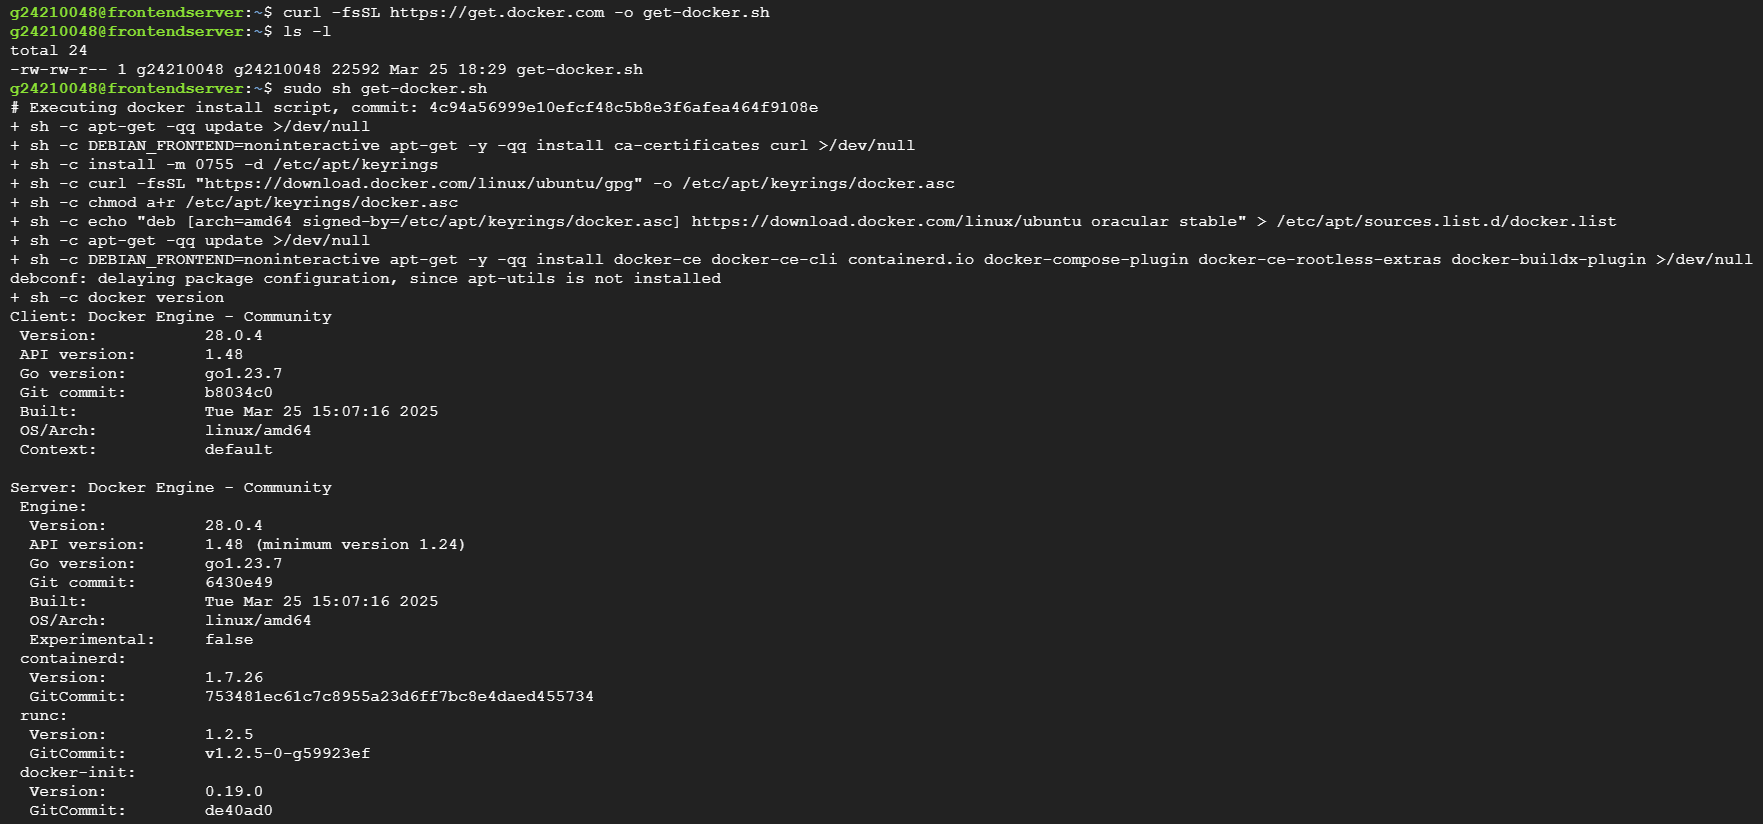 g24210048@frontendserver:~$ curl -fsSL https://get.docker.com -o get-docker.sh
g24210048@frontendserver:~$ ls -l
total 24
-rw-rw-r-- 1 g24210048 g24210048 22592 Mar 25 18:29 get-docker.sh
g24210048@frontendserver:~$ sudo sh get-docker.sh
# Executing docker install script, commit: 4c94a56999e10efcf48c5b8e3f6afea464f9108e
+ sh -c apt-get -qq update >/dev/null
+ sh -c DEBIAN_FRONTEND=noninteractive apt-get -y -qq install ca-certificates curl >/dev/null
+ sh -c install -m 0755 -d /etc/apt/keyrings
+ sh -c curl -fsSL "https://download.docker.com/linux/ubuntu/gpg" -o /etc/apt/keyrings/docker.asc
+ sh -c chmod a+r /etc/apt/keyrings/docker.asc
+ sh -c echo "deb [arch=amd64 signed-by=/etc/apt/keyrings/docker.asc] https://download.docker.com/linux/ubuntu oracular stable" > /etc/apt/sources.list.d/docker.list
+ sh -c apt-get -qq update >/dev/null
+ sh -c DEBIAN_FRONTEND=noninteractive apt-get -y -qq install docker-ce docker-ce-cli containerd.io docker-compose-plugin docker-ce-rootless-extras docker-buildx-plugin >/dev/null
debconf: delaying package configuration, since apt-utils is not installed
+ sh -c docker version
Client: Docker Engine - Community
 Version:           28.0.4
 API version:       1.48
 Go version:        go1.23.7
 Git commit:        b8034c0
 Built:             Tue Mar 25 15:07:16 2025
 OS/Arch:           linux/amd64
 Context:           default

Server: Docker Engine - Community
 Engine:
  Version:          28.0.4
  API version:      1.48 (minimum version 1.24)
  Go version:       go1.23.7
  Git commit:       6430e49
  Built:            Tue Mar 25 15:07:16 2025
  OS/Arch:          linux/amd64
  Experimental:     false
 containerd:
  Version:          1.7.26
  GitCommit:        753481ec61c7c8955a23d6ff7bc8e4daed455734
 runc:
  Version:          1.2.5
  GitCommit:        v1.2.5-0-g59923ef
 docker-init:
  Version:          0.19.0
  GitCommit:        de40ad0